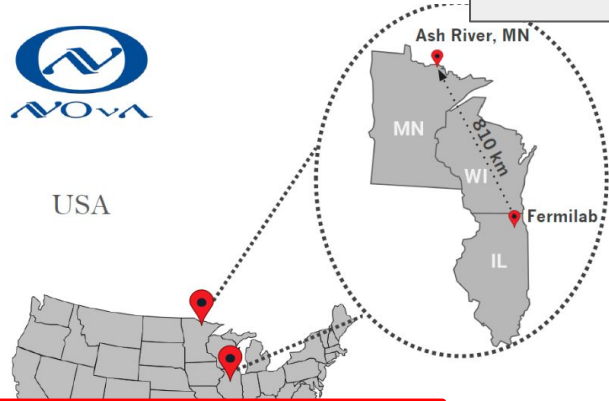 NOvA
USA
Ash River, MN
MN
810 km
WI
Fermilab
IL